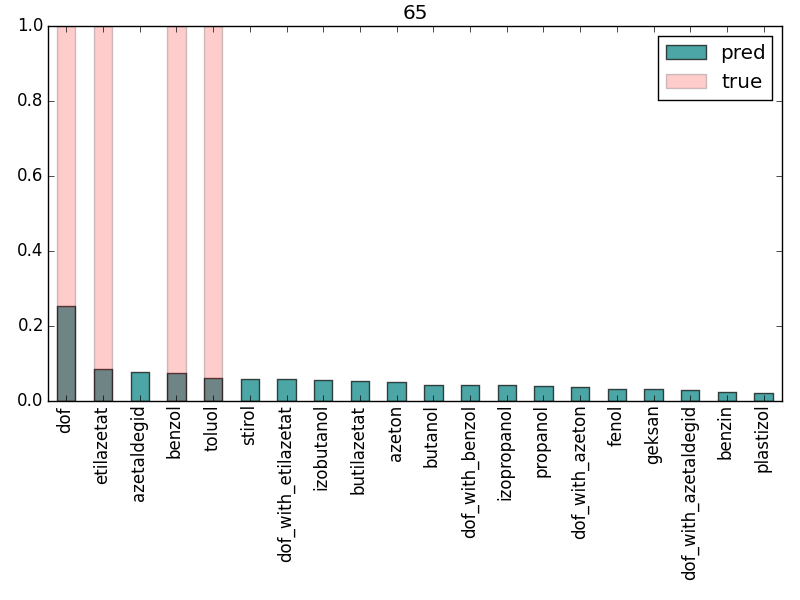 65
1.0
0.8
0.6
0.4
0.2
0.0
pred
true
dof
etilazetat
azetaldegid
benzol
toluol
stirol
dof_with_etilazetat
izobutanol
butilazetat
azeton
butanol
dof_with_benzol
izopropanol
propanol
dof_with_azeton
fenol
geksan
dof_with_azetaldegid
benzin
plastizol